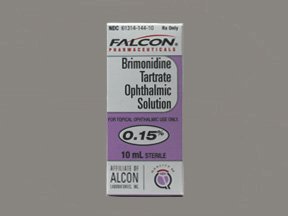 NDC 61314-144-10 Rx Only
FALCON
PHARMACEUTICALS
Brimonidine
Tartrate
Ophthalmic
Solution
FOR TOPICAL OPHTHALMIC USE ONLY
0.15%
10 mL STERILE
AFFILIATE OF
ALCON
LABORATORIES, INC.